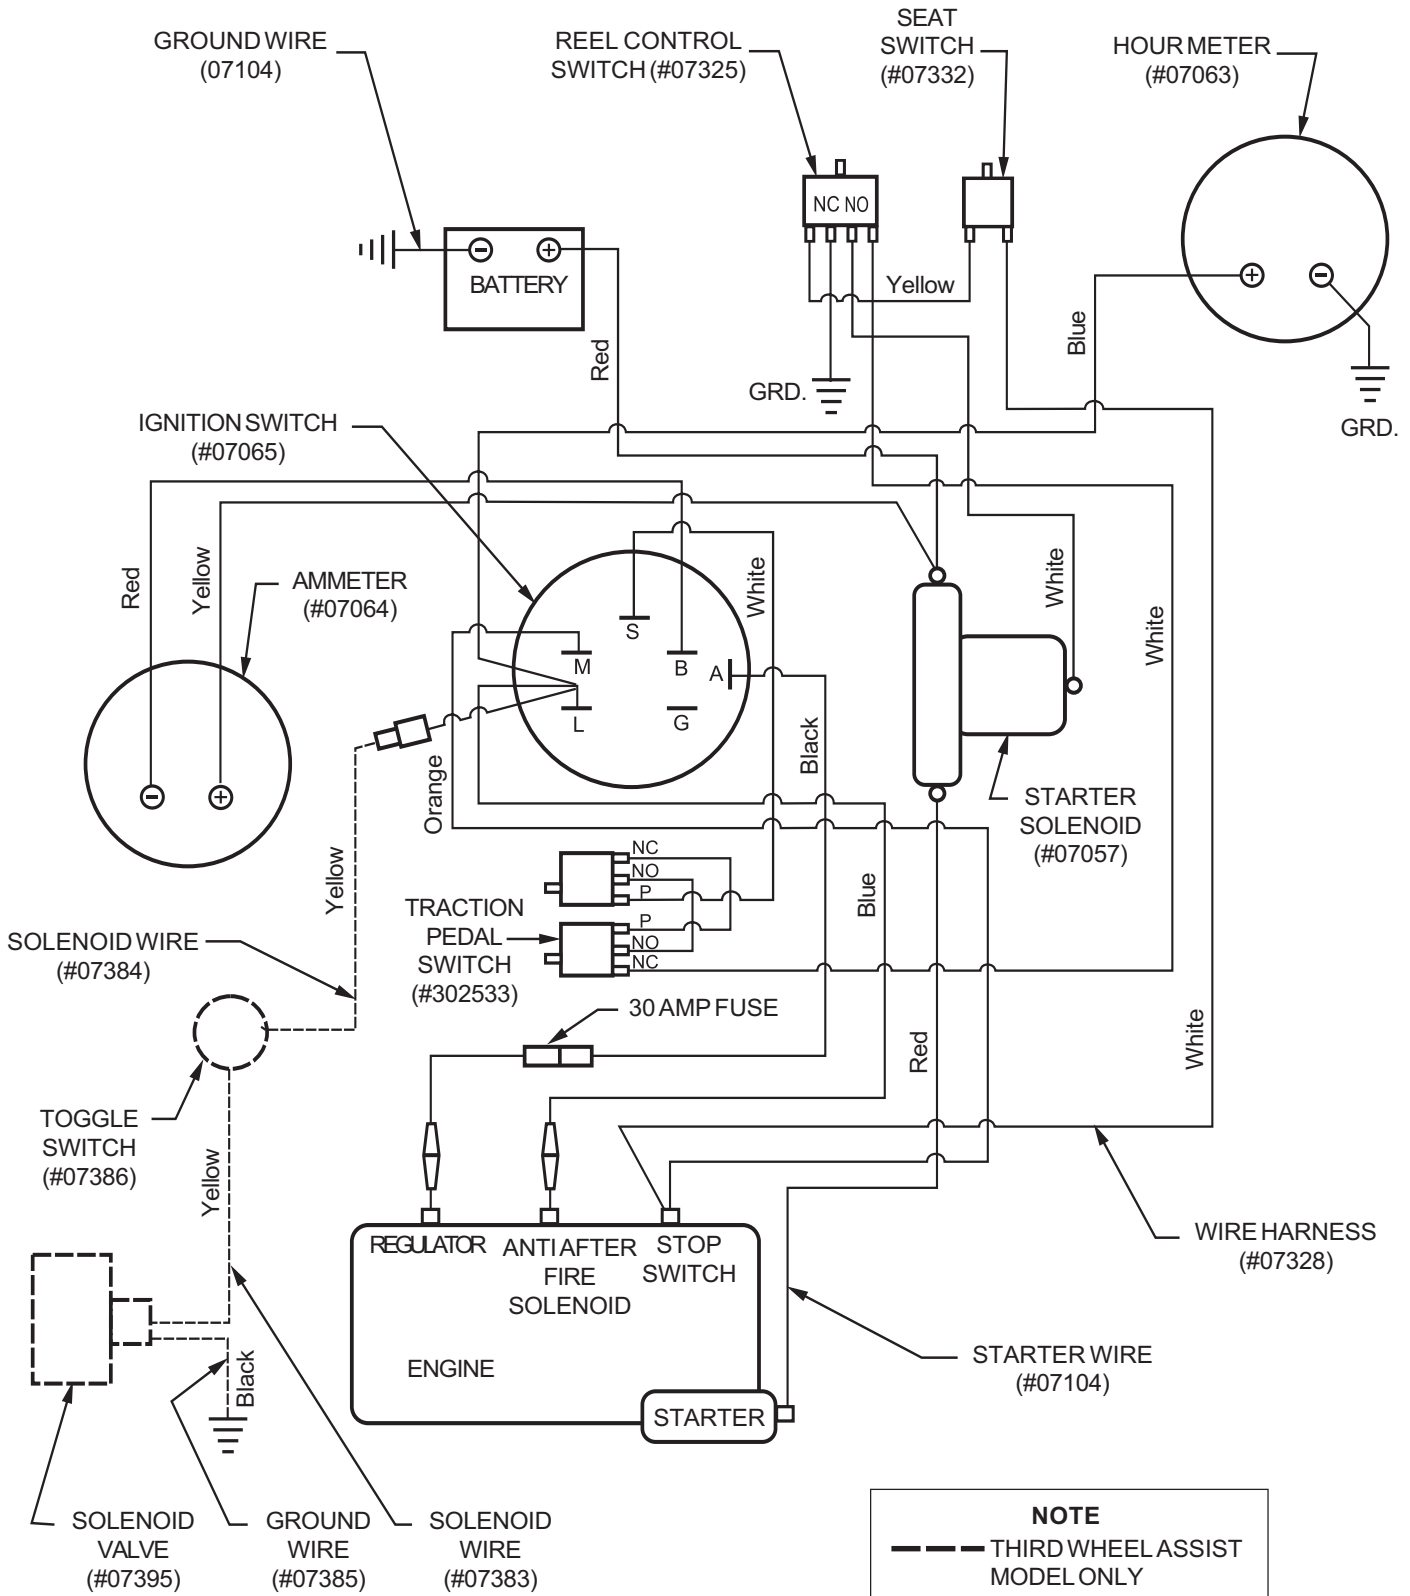 GROUND WIRE
(07104)
REEL CONTROL
SWITCH (#07325)
SEAT
SWITCH
(#07332)
HOUR METER
(#07063)
NC NO
BATTERY
Yellow
Red
Blue
GRD.
GRD.
IGNITION SWITCH
(#07065)
Red
Yellow
AMMETER
(#07064)
White
White
White
S
M
B
A
L
G
Orange
Black
STARTER
SOLENOID
(#07057)
Yellow
NC
NO
P
P
NO
NC
TRACTION
PEDAL
SWITCH
(#302533)
Blue
SOLENOID WIRE
(#07384)
30 AMP FUSE
Red
White
TOGGLE
SWITCH
(#07386)
Yellow
WIRE HARNESS
(#07328)
REGULATOR
ANTI AFTER
FIRE
SOLENOID
STOP
SWITCH
ENGINE
STARTER
STARTER WIRE
(#07104)
Black
SOLENOID
VALVE
(#07395)
GROUND
WIRE
(#07385)
SOLENOID
WIRE
(#07383)
NOTE
THIRD WHEEL ASSIST
MODEL ONLY